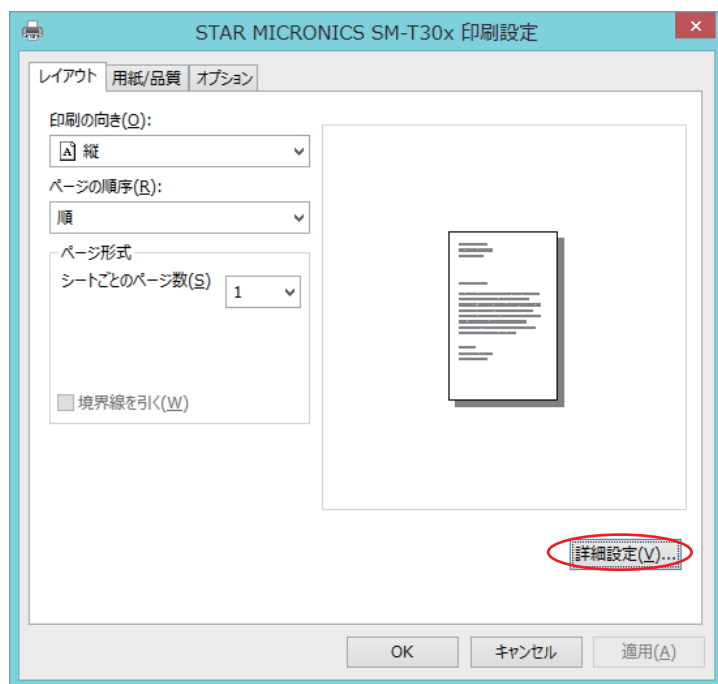 STAR MICRONICS SM-T30x 印刷設定
レイアウト 用紙/品質 オプション
印刷の向き(O):
縦
ページの順序(R):
順
ページ形式
シートごとのページ数(S) 1
境界線を引く(W)
詳細設定(V)...
OK キャンセル 適用(A)